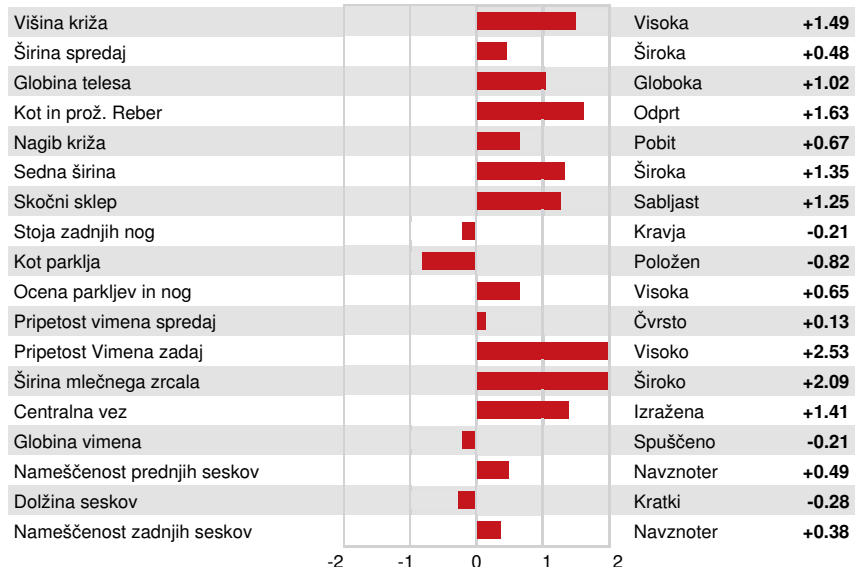 Višina križa Visoka +1.49
Širina spredaj Široka +0.48
Globina telesa Globoka +1.02
Kot in prož. Reber Odprt +1.63
Nagib križa Pobit +0.67
Sedna širina Široka +1.35
Skočni sklep Sabljast +1.25
Stoja zadnjih nog Kravja -0.21
Kot parklja Položen -0.82
Ocena parkljev in nog Visoka +0.65
Pripetost vimena spredaj Čvrsto +0.13
Pripetost Vimena zadaj Visoko +2.53
Širina mlečnega zrcala Široko +2.09
Centralna vez Izražena +1.41
Globina vimena Spuščeno -0.21
Nameščenost prednjih seskov Navznoter +0.49
Dolžina seskov Kratki -0.28
Nameščenost zadnjih seskov Navznoter +0.38
-2 -1 0 1 2